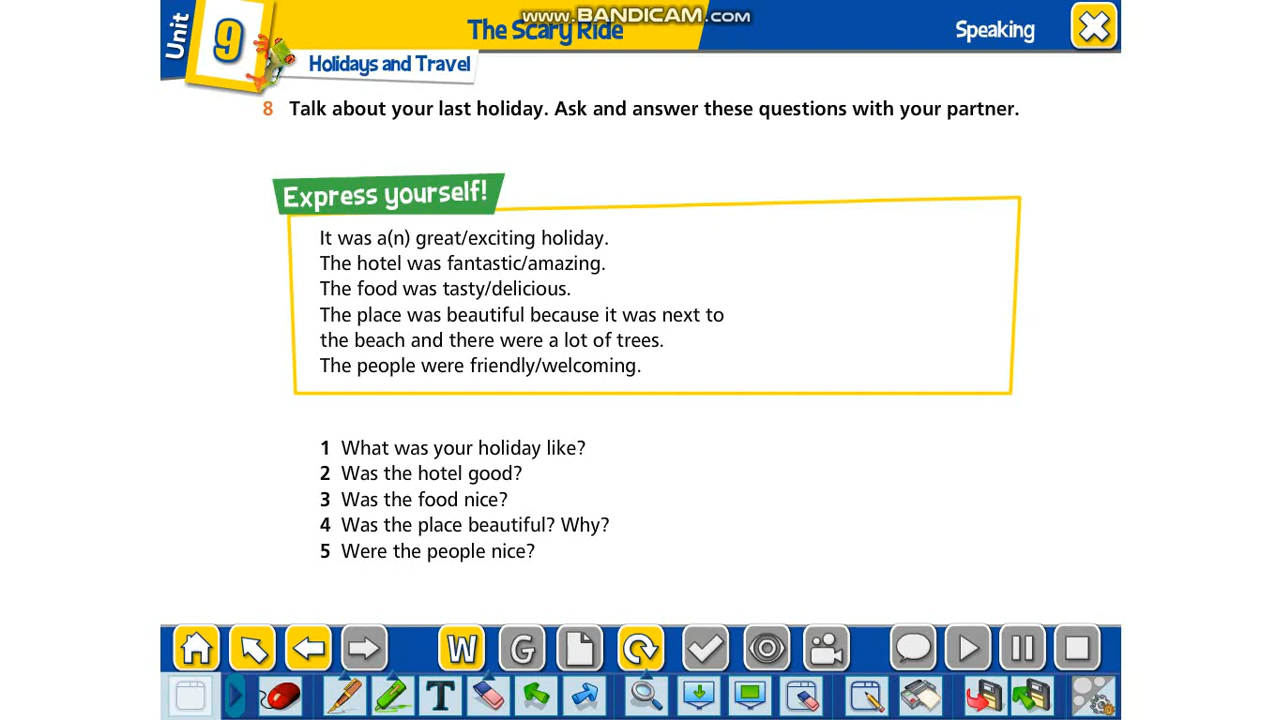 www.BANDICAM.com
Unit 9
The Scary Ride
Speaking
Holidays and Travel
8 Talk about your last holiday. Ask and answer these questions with your partner.
Express yourself!
It was a(n) great/exciting holiday.
The hotel was fantastic/amazing.
The food was tasty/delicious.
The place was beautiful because it was next to
the beach and there were a lot of trees.
The people were friendly/welcoming.
1 What was your holiday like?
2 Was the hotel good?
3 Was the food nice?
4 Was the place beautiful? Why?
5 Were the people nice?
W G
T